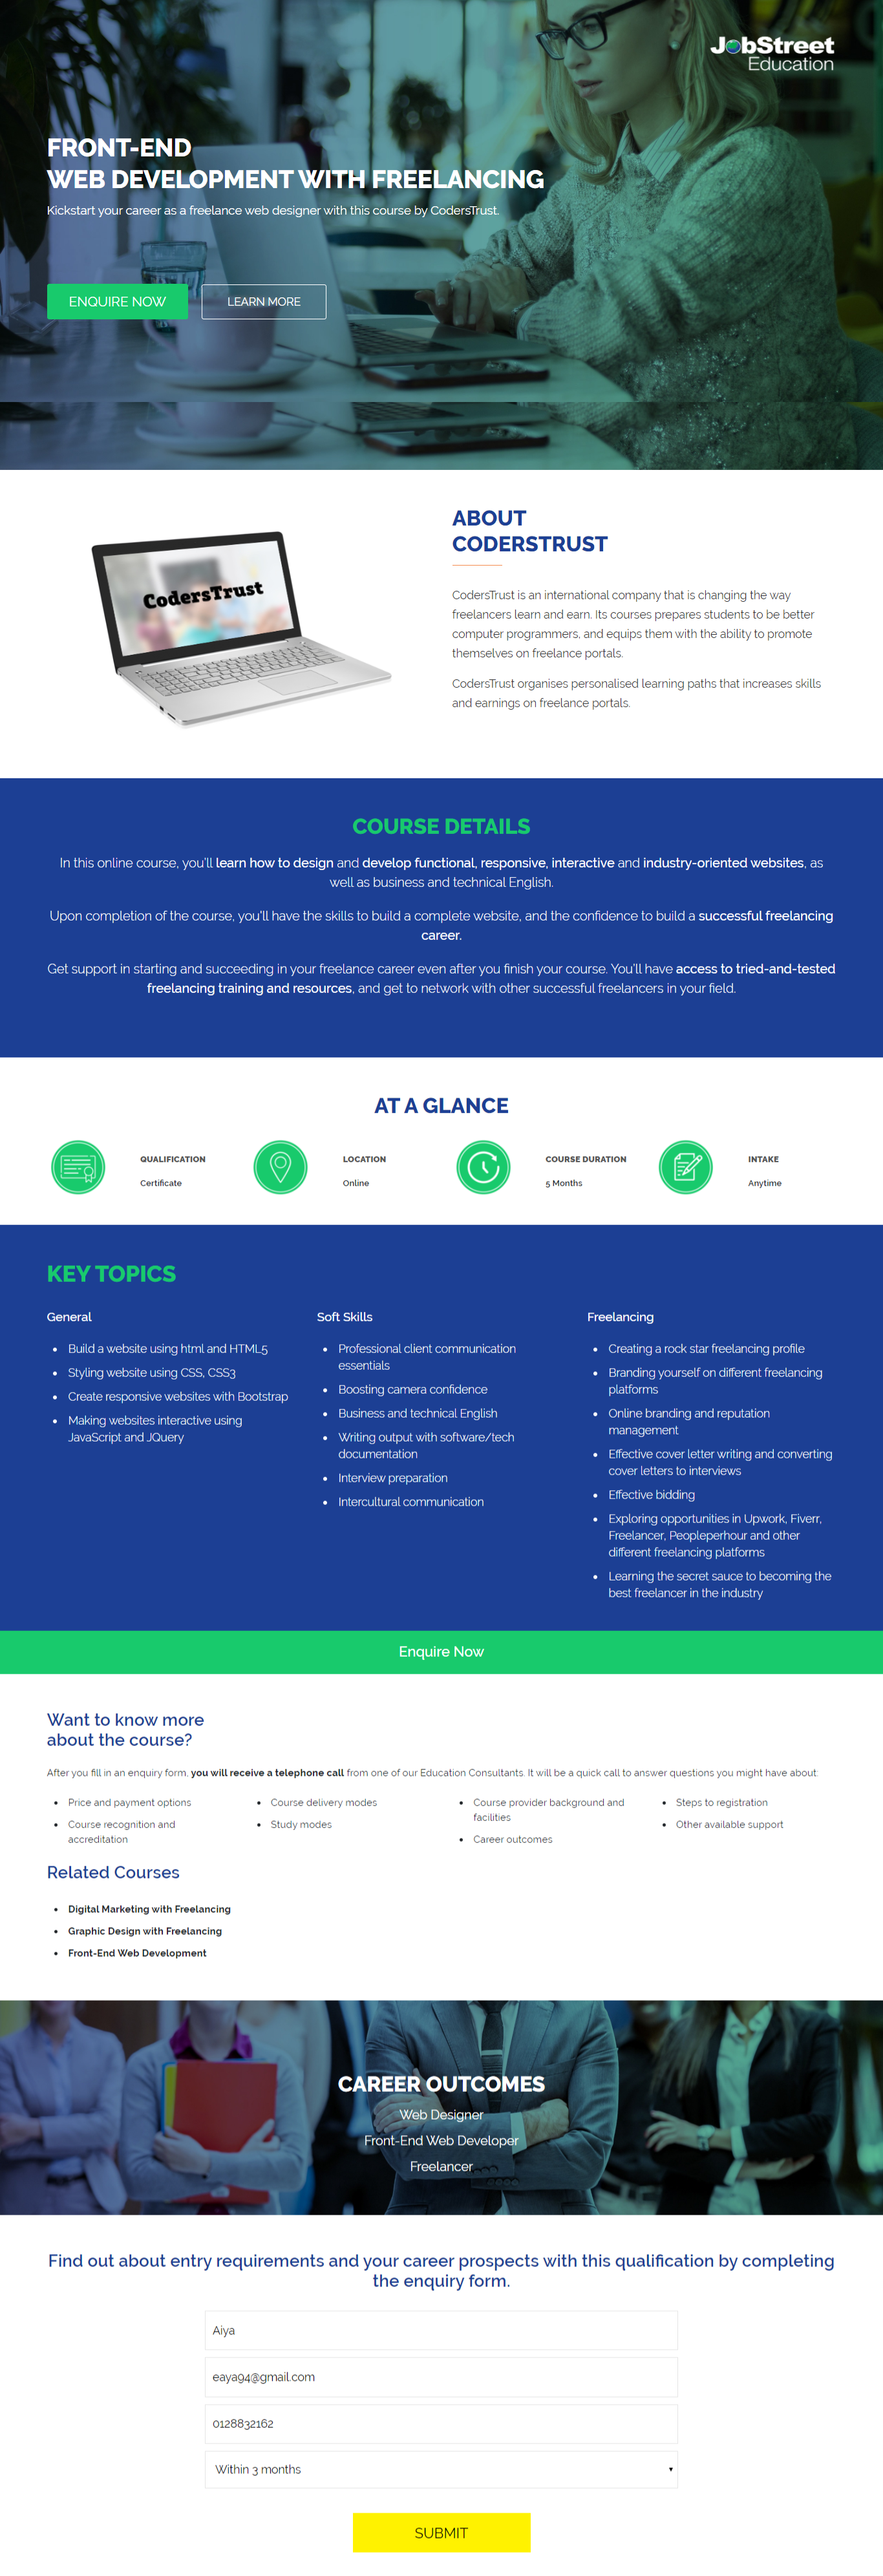 JobStreet
Education
FRONT-END
WEB DEVELOPMENT WITH FREELANCING
Kickstart your career as a freelance web designer with this course by CodersTrust.
ENQUIRE NOW
LEARN MORE
CodersTrust
ABOUT
CODERSTRUST
CodersTrust is an international company that is changing the way
freelancers learn and earn. Its courses prepares students to be better
computer programmers, and equips them with the ability to promote
themselves on freelance portals.
CodersTrust organises personalised learning paths that increases skills
and earnings on freelance portals.
COURSE DETAILS
In this online course, you'll learn how to design and develop functional, responsive, interactive and industry-oriented websites, as
well as business and technical English.
Upon completion of the course, you'll have the skills to build a complete website, and the confidence to build a successful freelancing
career.
Get support in starting and succeeding in your freelance career even after you finish your course. You'll have access to tried-and-tested
freelancing training and resources, and get to network with other successful freelancers in your field.
AT A GLANCE
QUALIFICATION
Certificate
LOCATION
Online
COURSE DURATION
5 Months
INTAKE
Anytime
KEY TOPICS
General
• Build a website using html and HTML5
• Styling website using CSS, CSS3
• Create responsive websites with Bootstrap
• Making websites interactive using
JavaScript and JQuery
Soft Skills
• Professional client communication
essentials
• Boosting camera confidence
• Business and technical English
• Writing output with software/tech
documentation
• Interview preparation
• Intercultural communication
Freelancing
• Creating a rock star freelancing profile
• Branding yourself on different freelancing
platforms
• Online branding and reputation
management
• Effective cover letter writing and converting
cover letters to interviews
• Effective bidding
• Exploring opportunities in Upwork, Fiverr,
Freelancer, Peopleperhour and other
different freelancing platforms
• Learning the secret sauce to becoming the
best freelancer in the industry
Enquire Now
Want to know more
about the course?
After you fill in an enquiry form, you will receive a telephone call from one of our Education Consultants. It will be a quick call to answer questions you might have about:
• Price and payment options
• Course recognition and
accreditation
• Course delivery modes
• Study modes
• Course provider background and
facilities
• Career outcomes
• Steps to registration
• Other available support
Related Courses
• Digital Marketing with Freelancing
• Graphic Design with Freelancing
• Front-End Web Development
CAREER OUTCOMES
Web Designer
Front-End Web Developer
Freelancer
Find out about entry requirements and your career prospects with this qualification by completing
the enquiry form.
Aiya
eaya94@gmail.com
0128832162
Within 3 months
SUBMIT